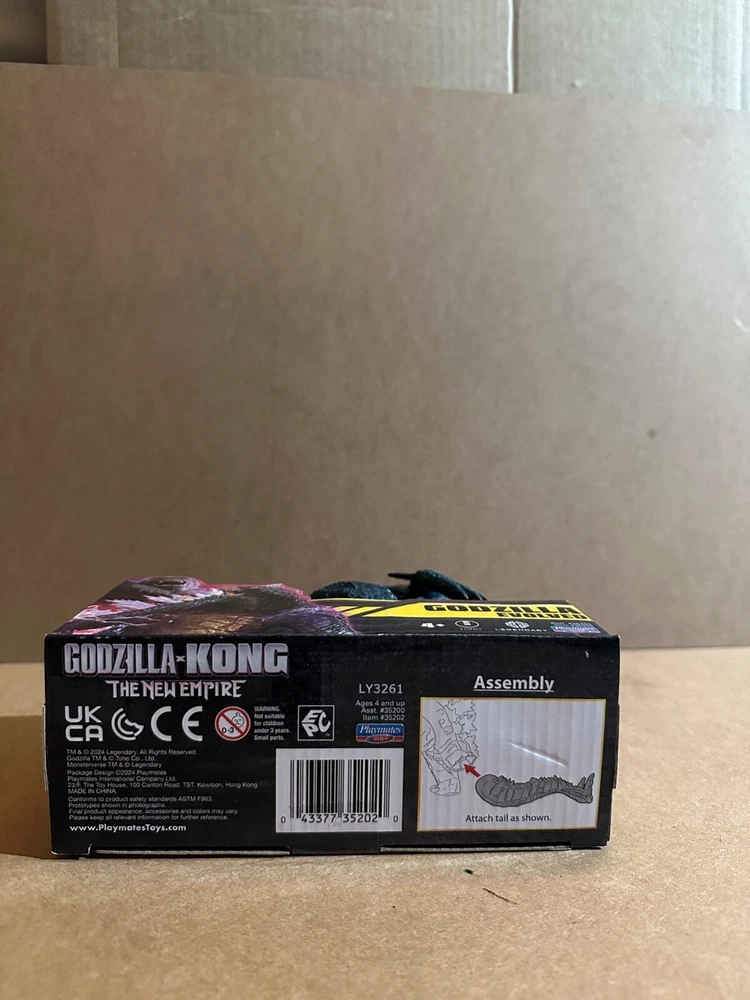 GODZILLA
EVOLVED
4+
LEGENDARY
GODZILLA x KONG
THE NEW EMPIRE
UK
CA
CE
0-3
WARNING.
Not suitable
for children
under 3 years.
Small parts.
LY3261
Ages 4 and up
Asst. #35200
Item #35202
Playmates
TOYS
Assembly
TM & © 2024 Legendary. All Rights Reserved.
Godzilla TM & © Toho Co., Ltd.
Monsterverse TM & © Legendary
Package Design ©2024 Playmates
Playmates International Company Ltd.
23/F, The Toy House, 100 Canton Road, TST, Kowloon, Hong Kong
MADE IN CHINA.
Conforms to product safety standards ASTM F963.
Prototypes shown in photographs.
Final product appearance, accessories and colors may vary.
Please keep all relevant information for further reference.
www.PlaymatesToys.com
0 43377 35202 0
Attach tail as shown.